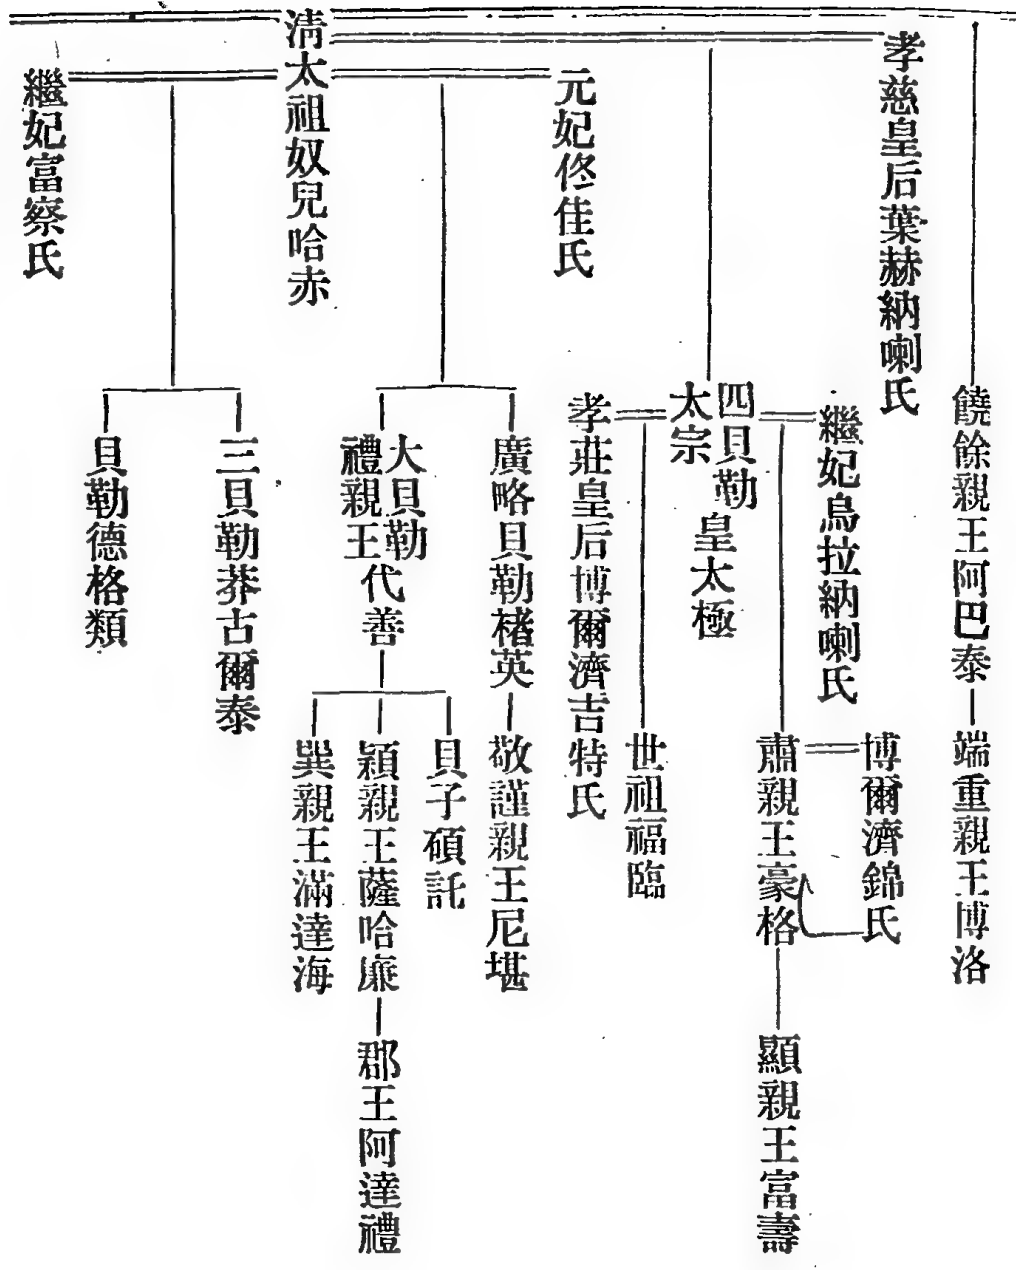 饒餘親王阿巴泰
端重親王博洛
孝慈皇后葉赫納喇氏
博爾濟錦氏
繼妃烏拉納喇氏
肅親王豪格
顯親王富壽
四貝勒
太宗
皇太極
世祖福臨
孝莊皇后博爾濟吉特氏
元妃佟佳氏
廣略貝勒楮英
敬謹親王尼堪
貝子碩託
大貝勒
禮親王
代善
穎親王薩哈廉
郡王阿達禮
巽親王滿達海
清太祖奴兒哈赤
三貝勒莽古爾泰
貝勒德格類
繼妃富察氏